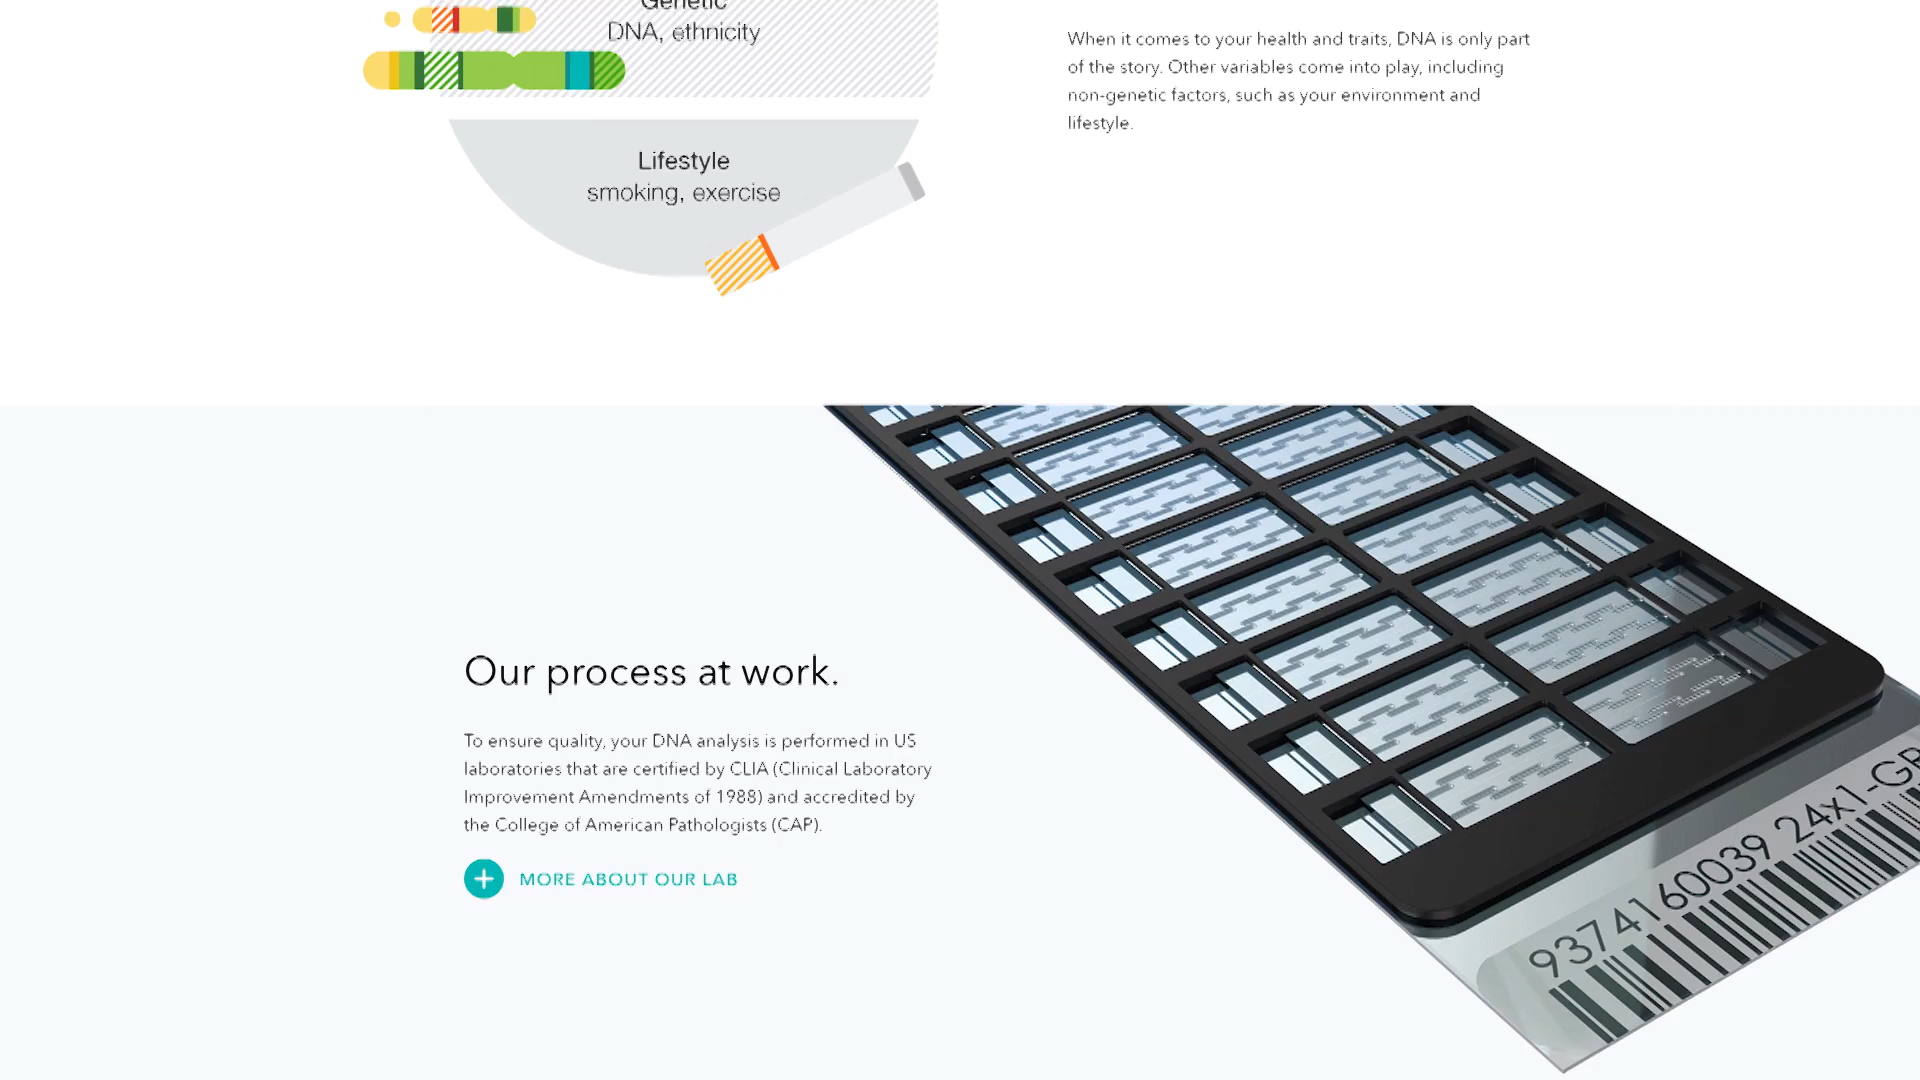 Genetic
DNA, ethnicity
Lifestyle
smoking, exercise
When it comes to your health and traits, DNA is only part
of the story. Other variables come into play, including
non-genetic factors, such as your environment and
lifestyle.
Our process at work.
To ensure quality, your DNA analysis is performed in US
laboratories that are certified by CLIA (Clinical Laboratory
Improvement Amendments of 1988) and accredited by
the College of American Pathologists (CAP).
MORE ABOUT OUR LAB
9374160039 24x1-GP